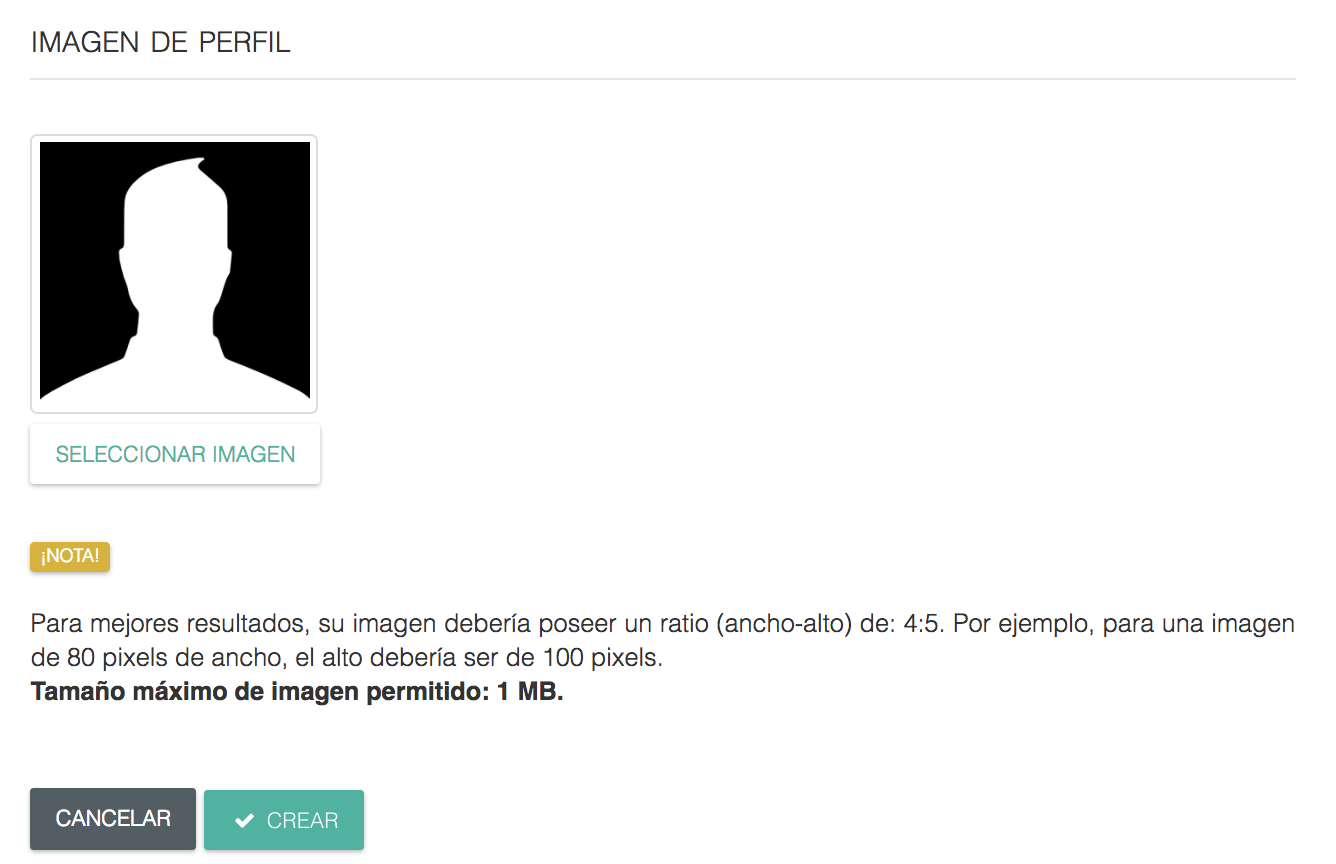 IMAGEN DE PERFIL
SELECCIONAR IMAGEN
¡NOTA!
Para mejores resultados, su imagen debería poseer un ratio (ancho-alto) de: 4:5. Por ejemplo, para una imagen
de 80 pixels de ancho, el alto debería ser de 100 pixels.
Tamaño máximo de imagen permitido: 1 MB.
CANCELAR
CREAR